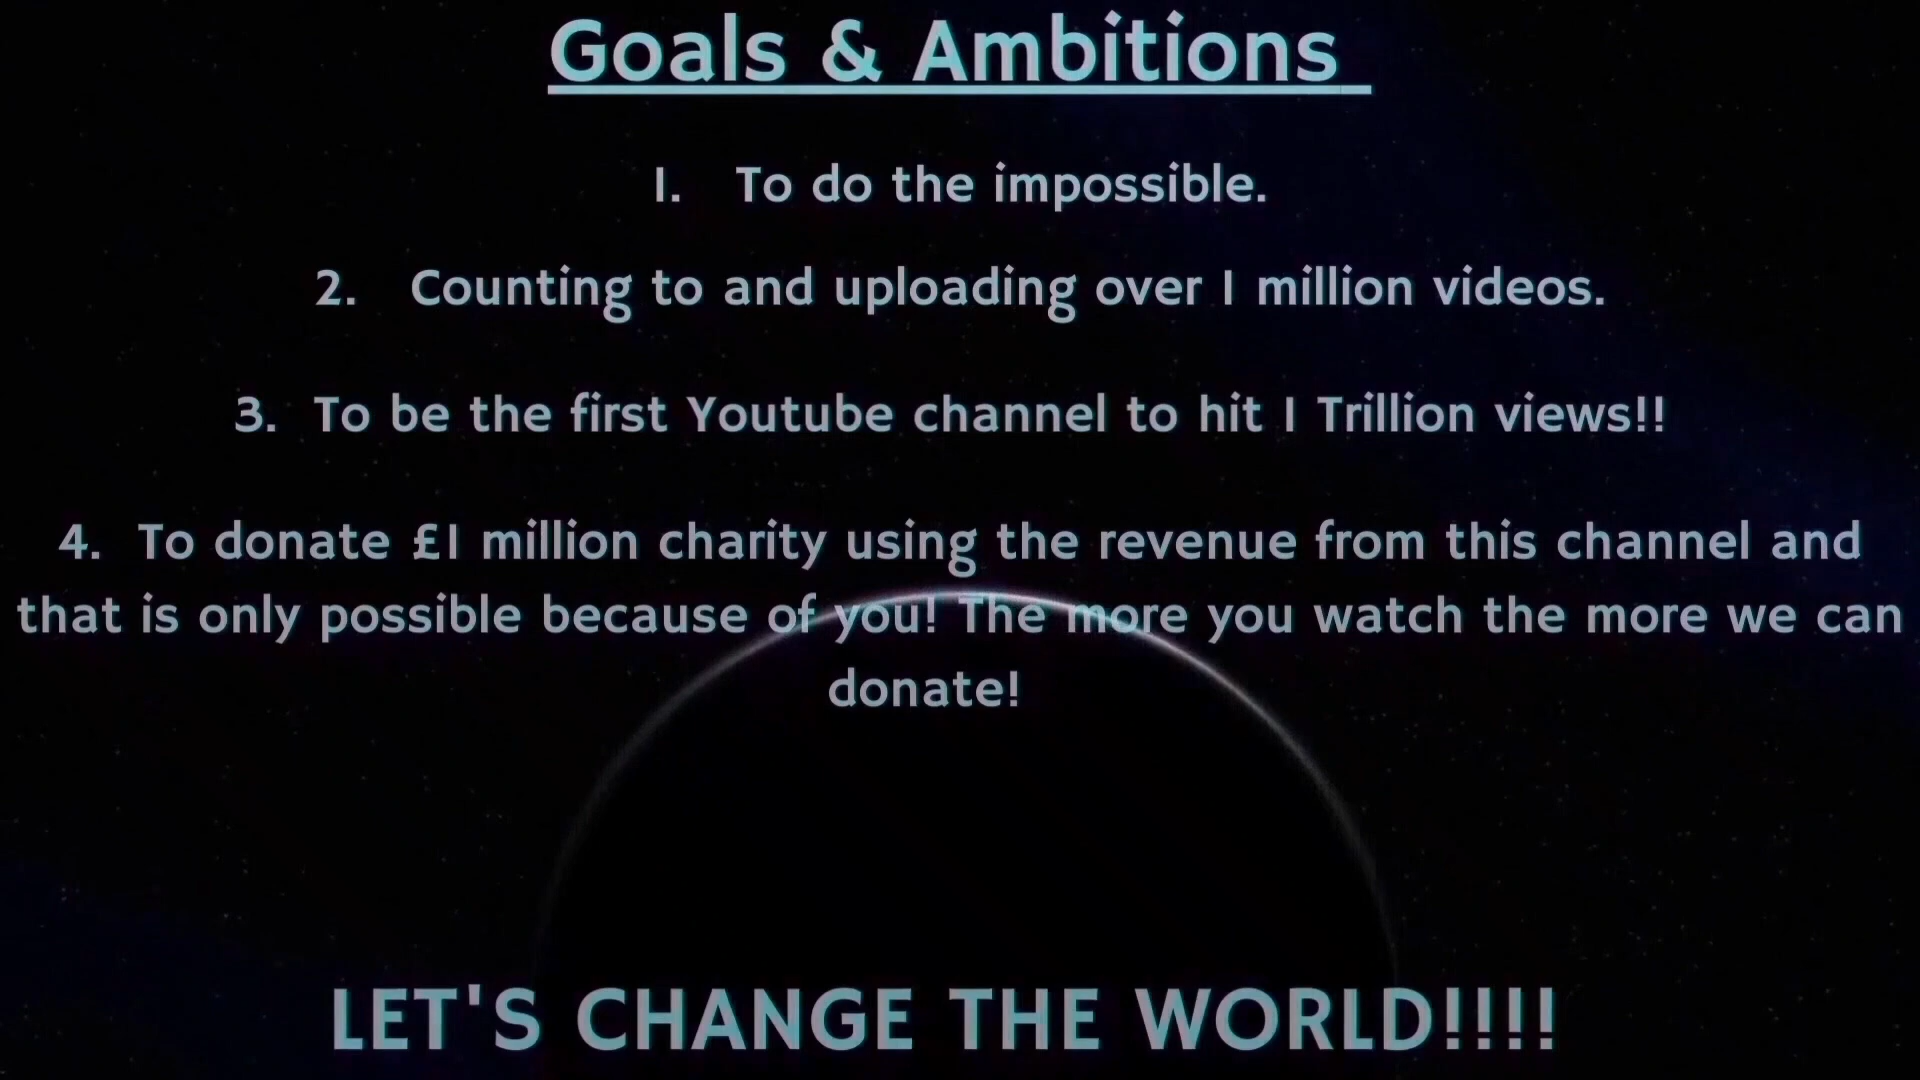 Goals & Ambitions
1. To do the impossible.
2. Counting to and uploading over 1 million videos.
3. To be the first Youtube channel to hit 1 Trillion views!!
4. To donate £1 million charity using the revenue from this channel and
that is only possible because of you! The more you watch the more we can
donate!
LET'S CHANGE THE WORLD!!!!